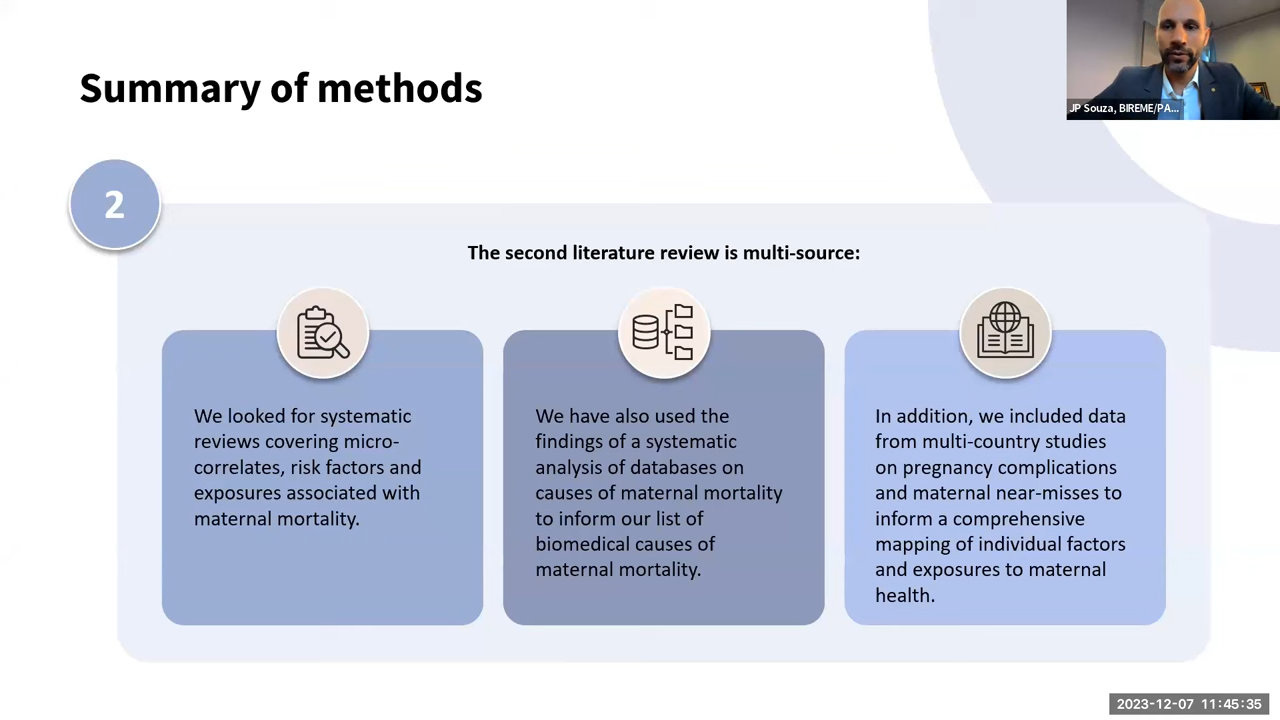 Summary of methods
JP Souza, BIREME/PA...
2
The second literature review is multi-source:
We looked for systematic
reviews covering micro-
correlates, risk factors and
exposures associated with
maternal mortality.
We have also used the
findings of a systematic
analysis of databases on
causes of maternal mortality
to inform our list of
biomedical causes of
maternal mortality.
In addition, we included data
from multi-country studies
on pregnancy complications
and maternal near-misses to
inform a comprehensive
mapping of individual factors
and exposures to maternal
health.
2023-12-07 11:45:35